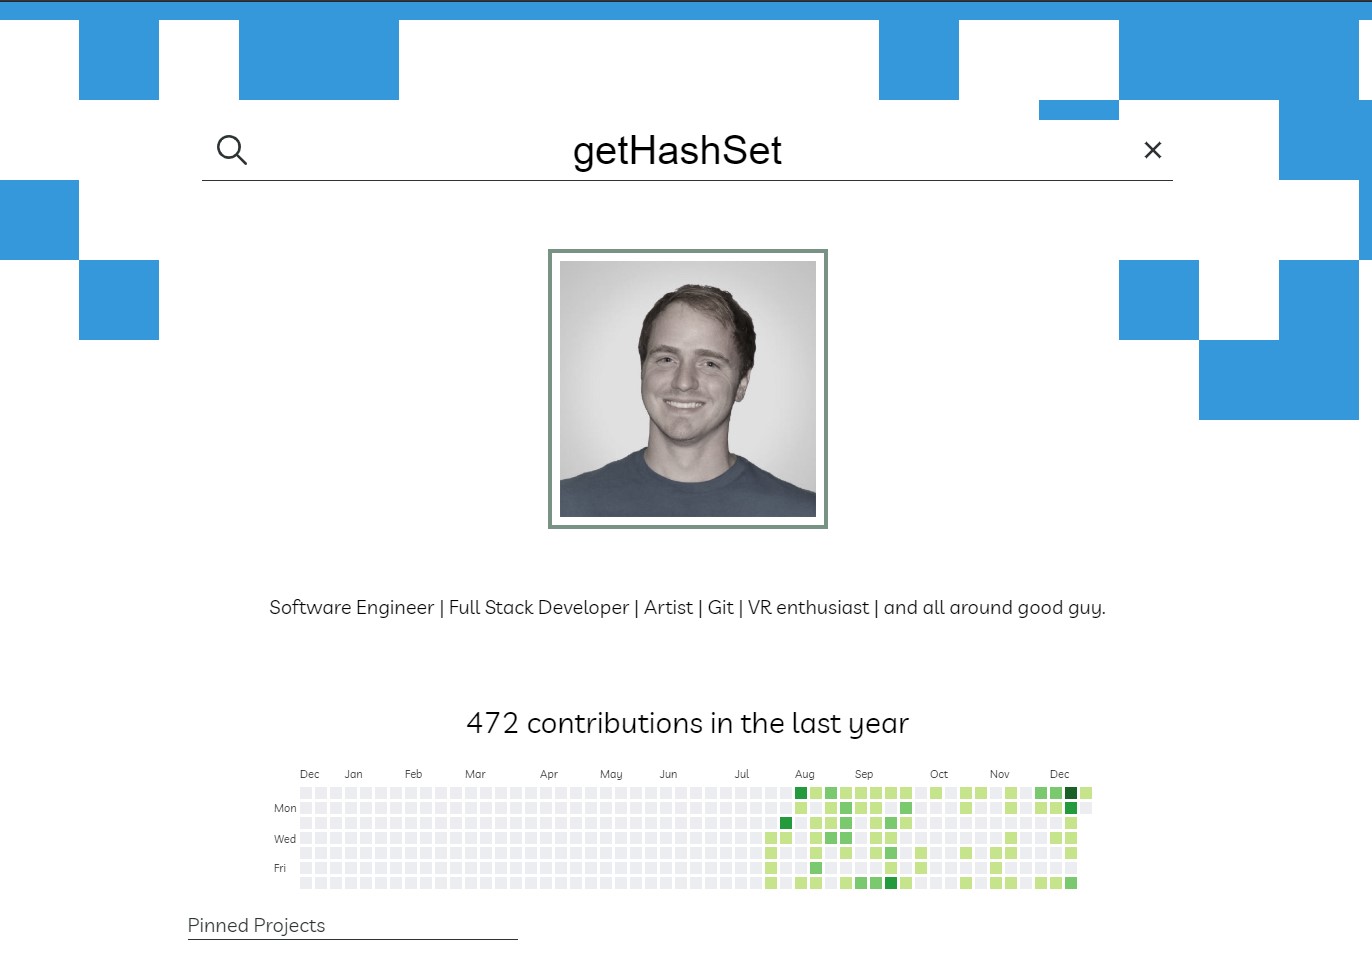 getHashSet
Software Engineer | Full Stack Developer | Artist | Git | VR enthusiast | and all around good guy.
472 contributions in the last year
Dec Jan Feb Mar Apr May Jun Jul Aug Sep Oct Nov Dec
Mon
Wed
Fri
Pinned Projects